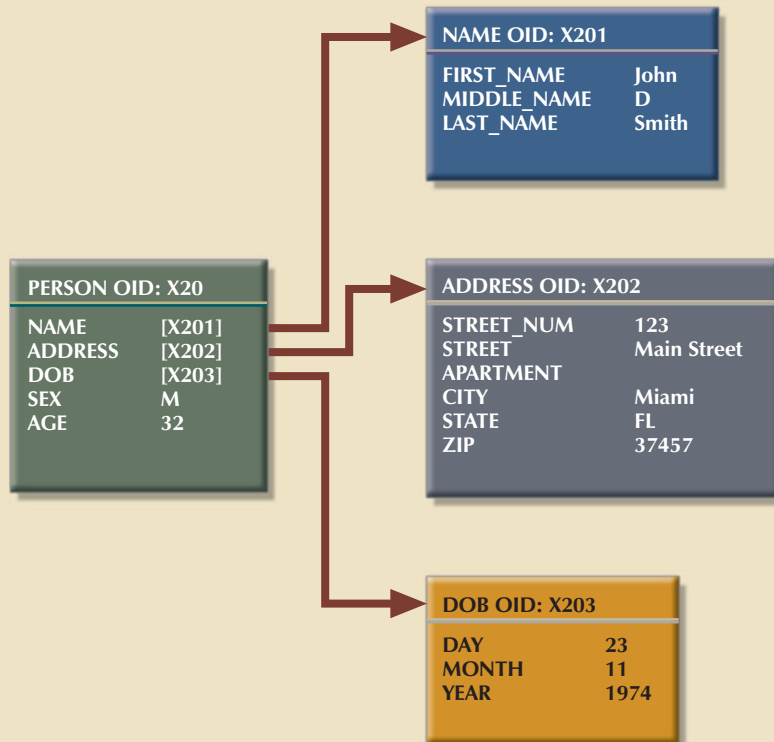 NAME OID: X201
FIRST_NAME John
MIDDLE_NAME D
LAST_NAME Smith
PERSON OID: X20
NAME [X201]
ADDRESS [X202]
DOB [X203]
SEX M
AGE 32
ADDRESS OID: X202
STREET_NUM 123
STREET Main Street
APARTMENT
CITY Miami
STATE FL
ZIP 37457
DOB OID: X203
DAY 23
MONTH 11
YEAR 1974